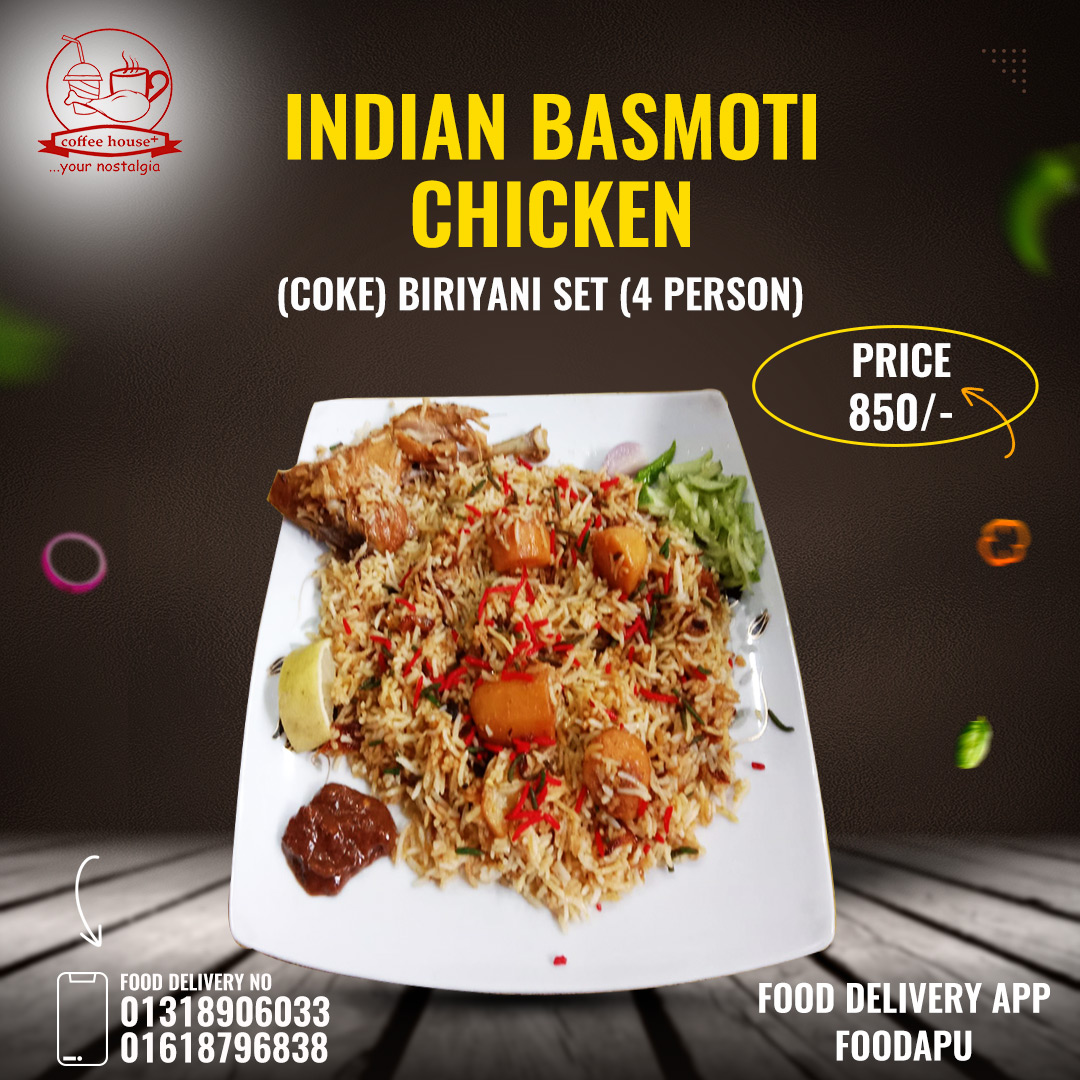 coffee house+
...your nostalgia
INDIAN BASMOTI
CHICKEN
(COKE) BIRIYANI SET (4 PERSON)
PRICE
850/-
FOOD DELIVERY NO
01318906033
01618796838
FOOD DELIVERY APP
FOODAPU